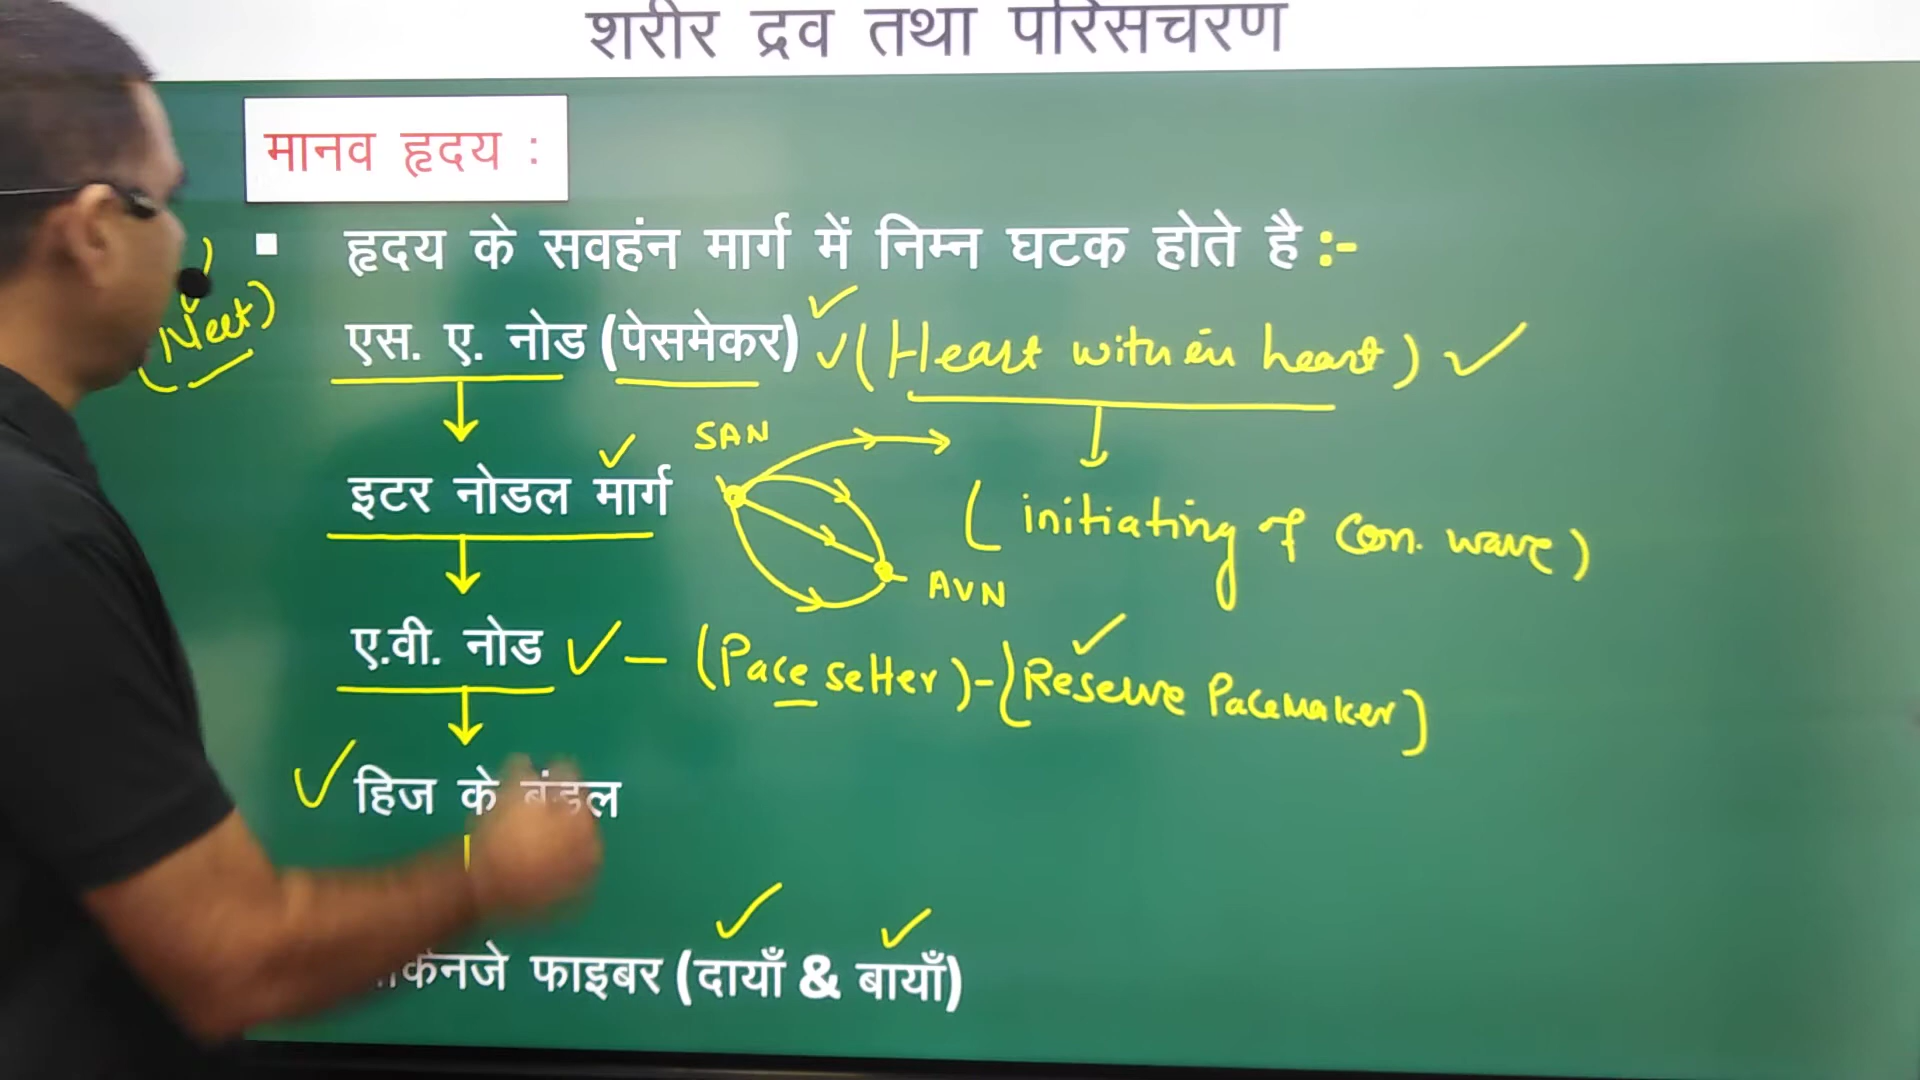 शरीर द्रव तथा परिसचरण
मानव हृदय :
▪ हृदय के सवहंन मार्ग में निम्न घटक होते है :-
(Neet)
एस. ए. नोड (पेसमेकर) ✓ ✓ (Heart within heart) ✓
SAN
इटर नोडल मार्ग ✓
(initiating of Con. wave)
AVN
ए.वी. नोड ✓ – (Pace setter) - (Reserve Pacemaker) ✓
✓ हिज के बंडल
फाइबर (दायाँ & बायाँ) ✓ ✓